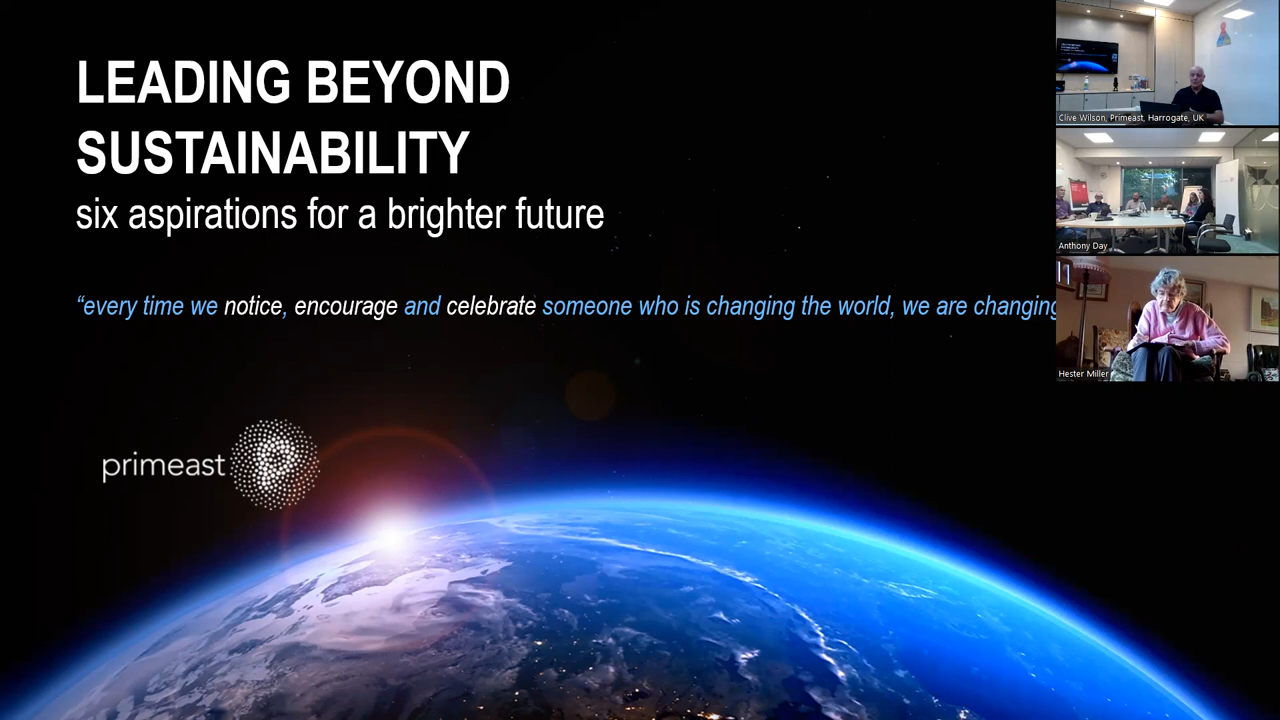 LEADING BEYOND
SUSTAINABILITY
six aspirations for a brighter future
“every time we notice, encourage and celebrate someone who is changing the world, we are changing
primeast
Clive Wilson, Primeast, Harrogate, UK
Anthony Day
Hester Miller